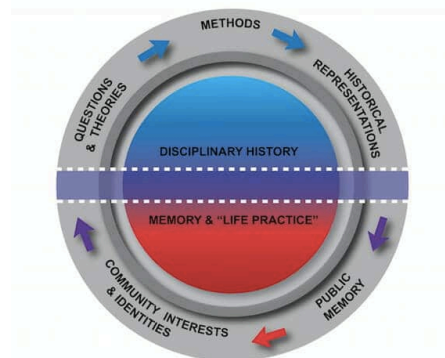 METHODS
QUESTIONS
& THEORIES
HISTORICAL
REPRESENTATIONS
DISCIPLINARY HISTORY
MEMORY & “LIFE PRACTICE”
COMMUNITY INTERESTS
& IDENTITIES
PUBLIC
MEMORY